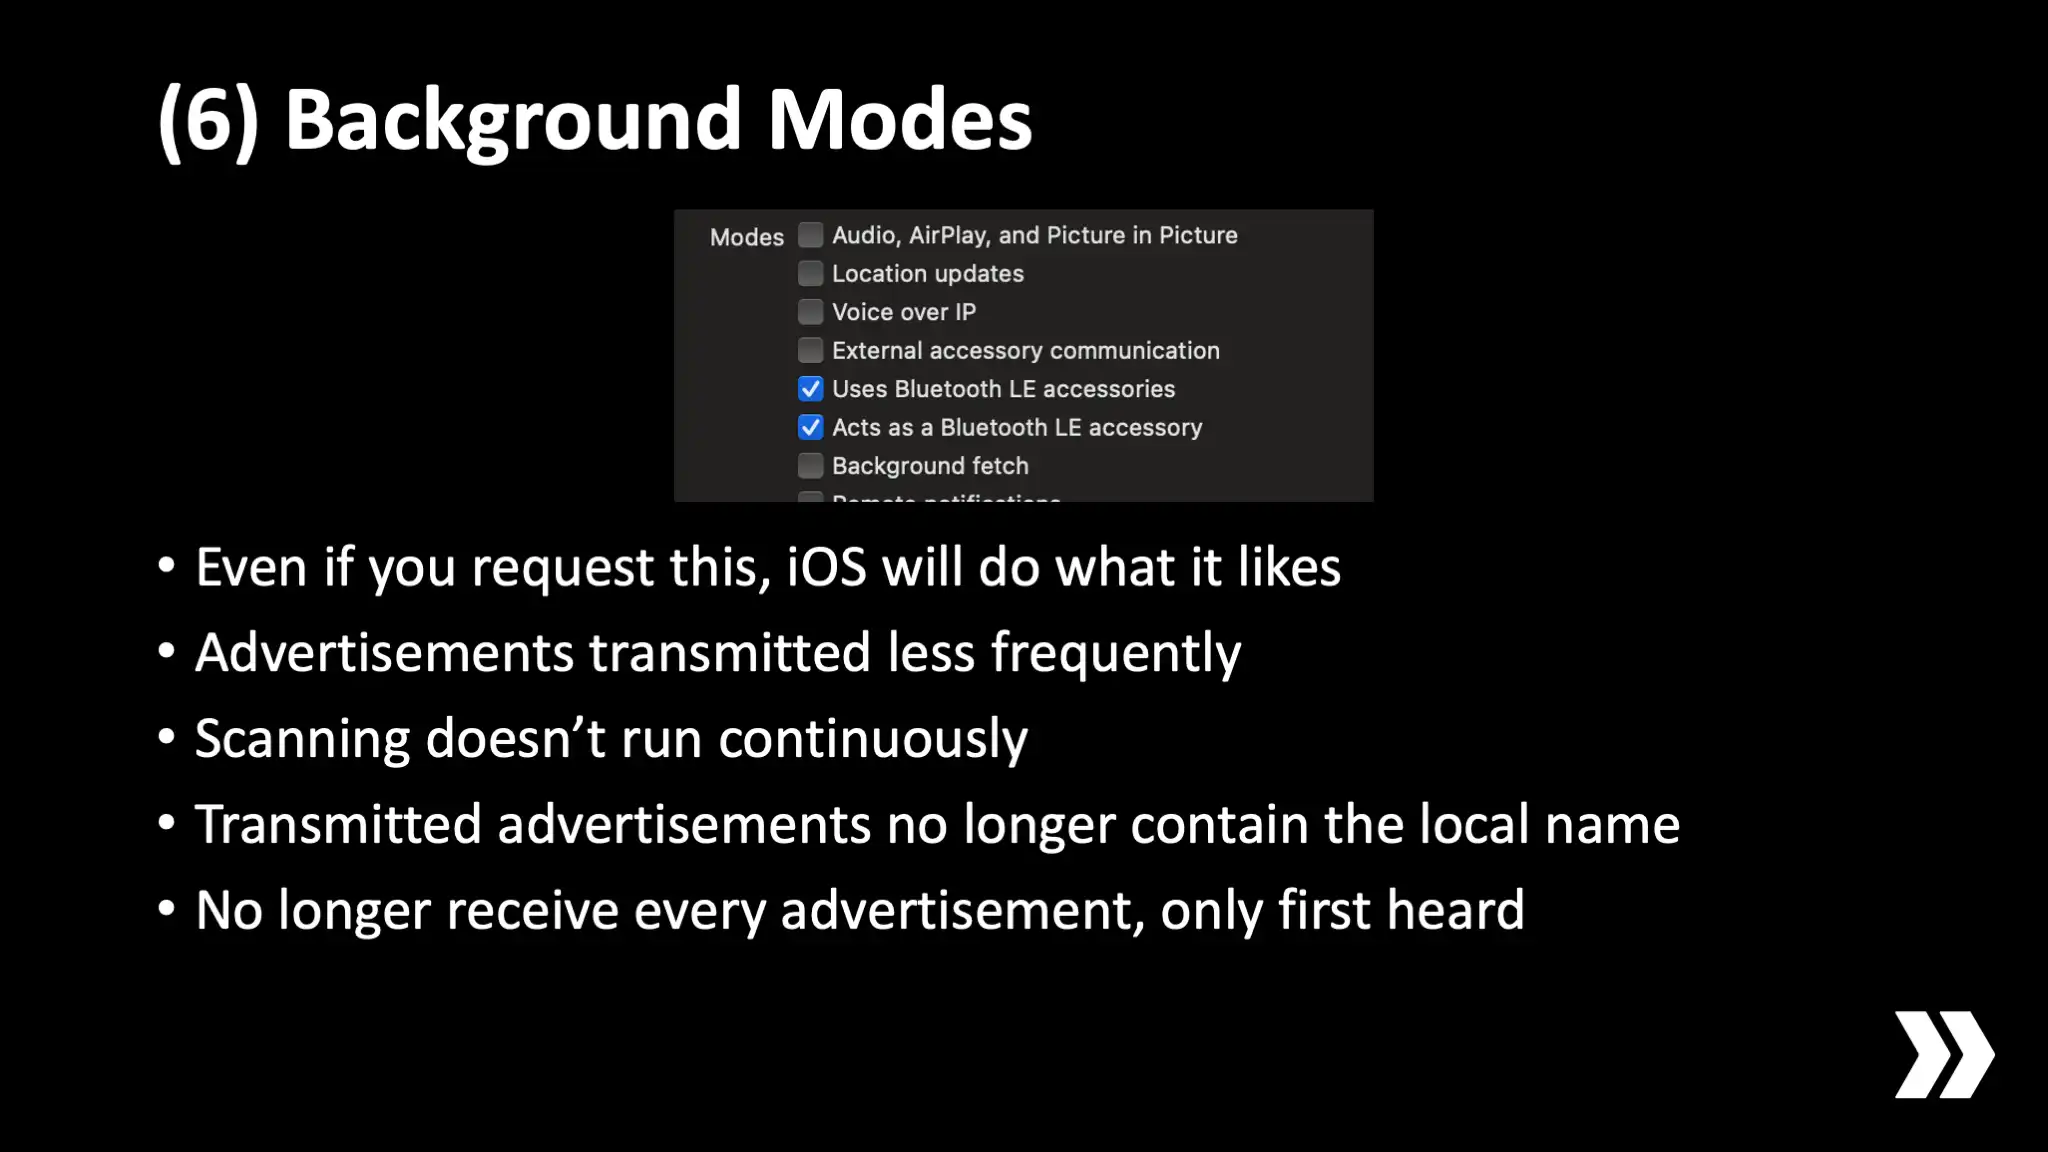 (6) Background Modes
Modes Audio, AirPlay, and Picture in Picture
Location updates
Voice over IP
External accessory communication
Uses Bluetooth LE accessories
Acts as a Bluetooth LE accessory
Background fetch
Remote notifications
• Even if you request this, iOS will do what it likes
• Advertisements transmitted less frequently
• Scanning doesn’t run continuously
• Transmitted advertisements no longer contain the local name
• No longer receive every advertisement, only first heard